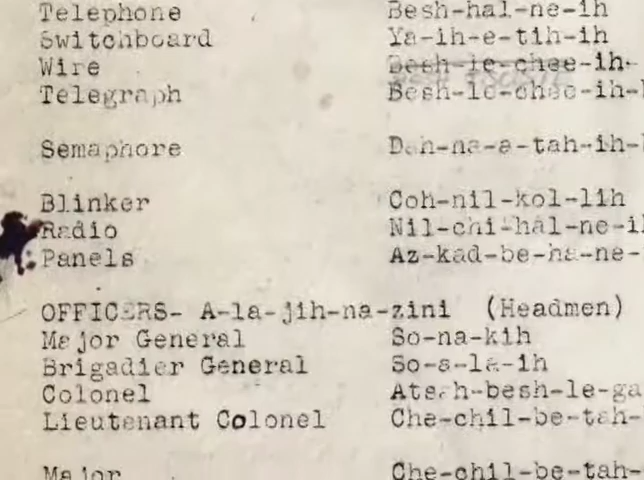 Telephone Besh-hal-ne-ih
Switchboard Ya-ih-e-tih-ih
Wire Besh-le-chee-ih-
Telegraph Besh-le-chee-ih-
Semaphore Dah-na-a-tah-ih-
Blinker Coh-nil-kol-lih
Radio Nil-chi-hal-ne-ih
Panels Az-kad-be-ha-ne-
OFFICERS- A-la-jih-na-zini (Headmen)
Major General So-na-kih
Brigadier General So-a-la-ih
Colonel Atsah-besh-le-ga
Lieutenant Colonel Che-chil-be-tah-
Major Che-chil-be-tah-